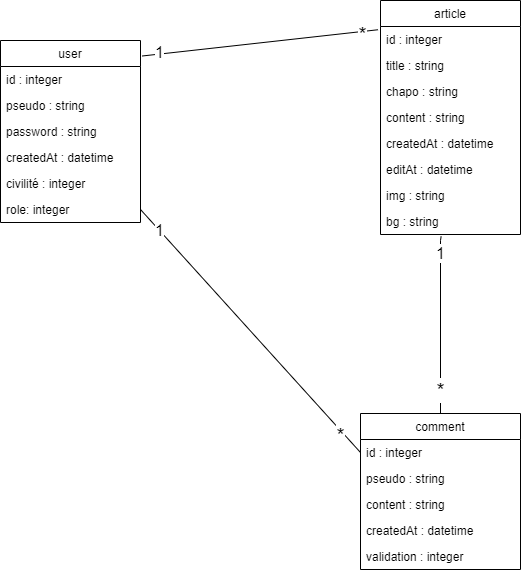 user
id : integer
pseudo : string
password : string
createdAt : datetime
civilité : integer
role: integer
1
*
article
id : integer
title : string
chapo : string
content : string
createdAt : datetime
editAt : datetime
img : string
bg : string
1
*
1
*
comment
id : integer
pseudo : string
content : string
createdAt : datetime
validation : integer